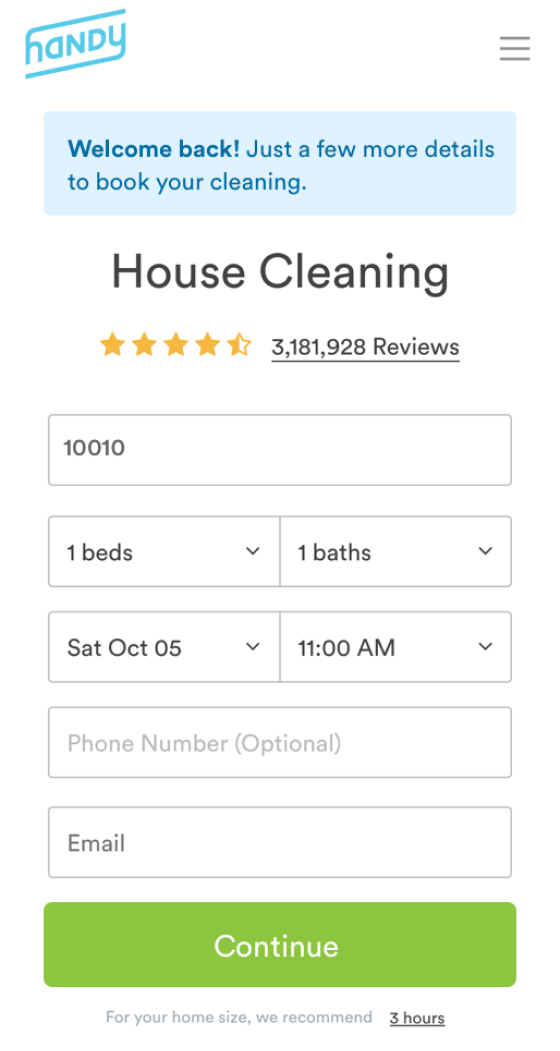 HANDY
Welcome back! Just a few more details
to book your cleaning.
House Cleaning
3,181,928 Reviews
10010
1 beds
1 baths
Sat Oct 05
11:00 AM
Phone Number (Optional)
Email
Continue
For your home size, we recommend 3 hours